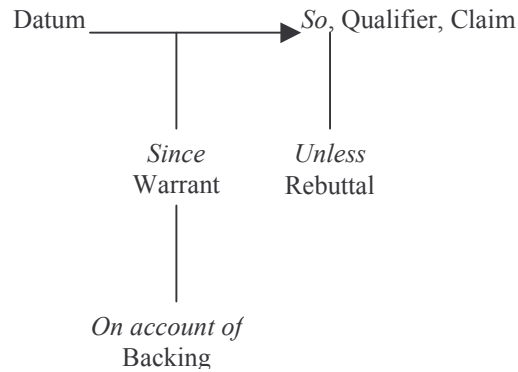 Datum So, Qualifier, Claim
Since Unless
Warrant Rebuttal
On account of
Backing